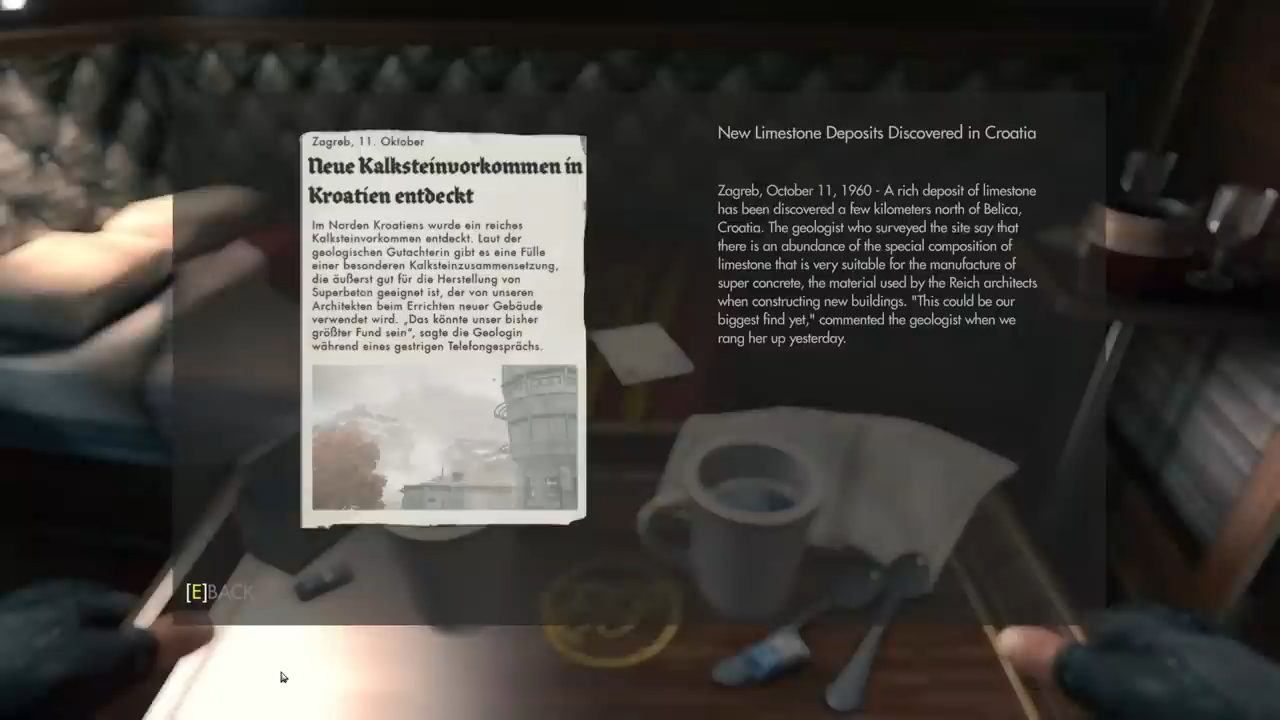 Zagreb, 11. Oktober
Neue Kalksteinvorkommen in
Kroatien entdeckt
Im Norden Kroatiens wurde ein reiches
Kalksteinvorkommen entdeckt. Laut der
geologischen Gutachterin gibt es eine Fülle
einer besonderen Kalksteinzusammensetzung,
die äußerst gut für die Herstellung von
Superbeton geeignet ist, der von unseren
Architekten beim Errichten neuer Gebäude
verwendet wird. „Das könnte unser bisher
größter Fund sein“, sagte die Geologin
während eines gestrigen Telefongesprächs.
New Limestone Deposits Discovered in Croatia
Zagreb, October 11, 1960 - A rich deposit of limestone
has been discovered a few kilometers north of Belica,
Croatia. The geologist who surveyed the site say that
there is an abundance of the special composition of
limestone that is very suitable for the manufacture of
super concrete, the material used by the Reich architects
when constructing new buildings. "This could be our
biggest find yet," commented the geologist when we
rang her up yesterday.
[E]BACK